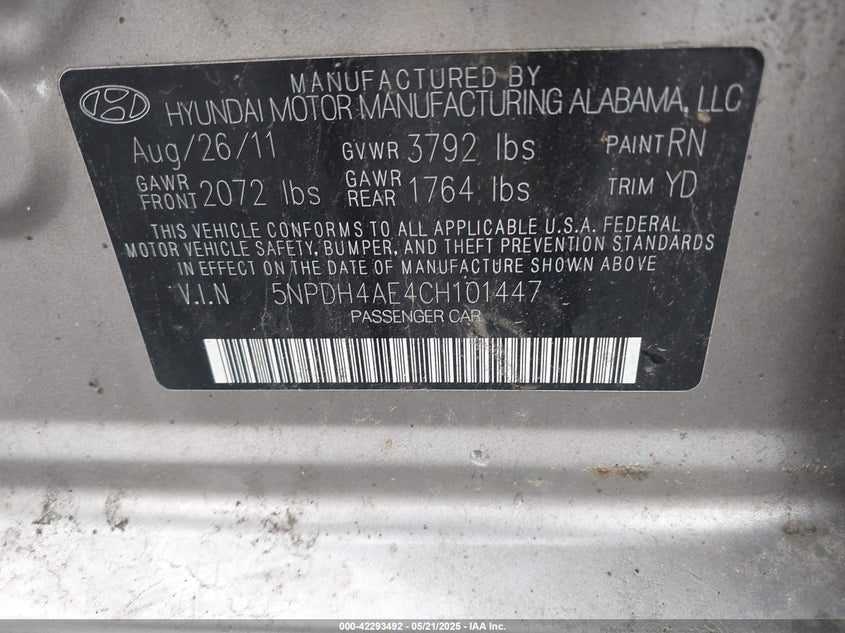 MANUFACTURED BY
HYUNDAI MOTOR MANUFACTURING ALABAMA, LLC
Aug/26/11 GVWR 3792 lbs PAINT RN
GAWR FRONT 2072 lbs GAWR REAR 1764 lbs TRIM YD
THIS VEHICLE CONFORMS TO ALL APPLICABLE U.S.A. FEDERAL
MOTOR VEHICLE SAFETY, BUMPER, AND THEFT PREVENTION STANDARDS
IN EFFECT ON THE DATE OF MANUFACTURE SHOWN ABOVE
V.I.N 5NPDH4AE4CH101447
PASSENGER CAR
000-42293492 - 05/21/2025 - IAA Inc.